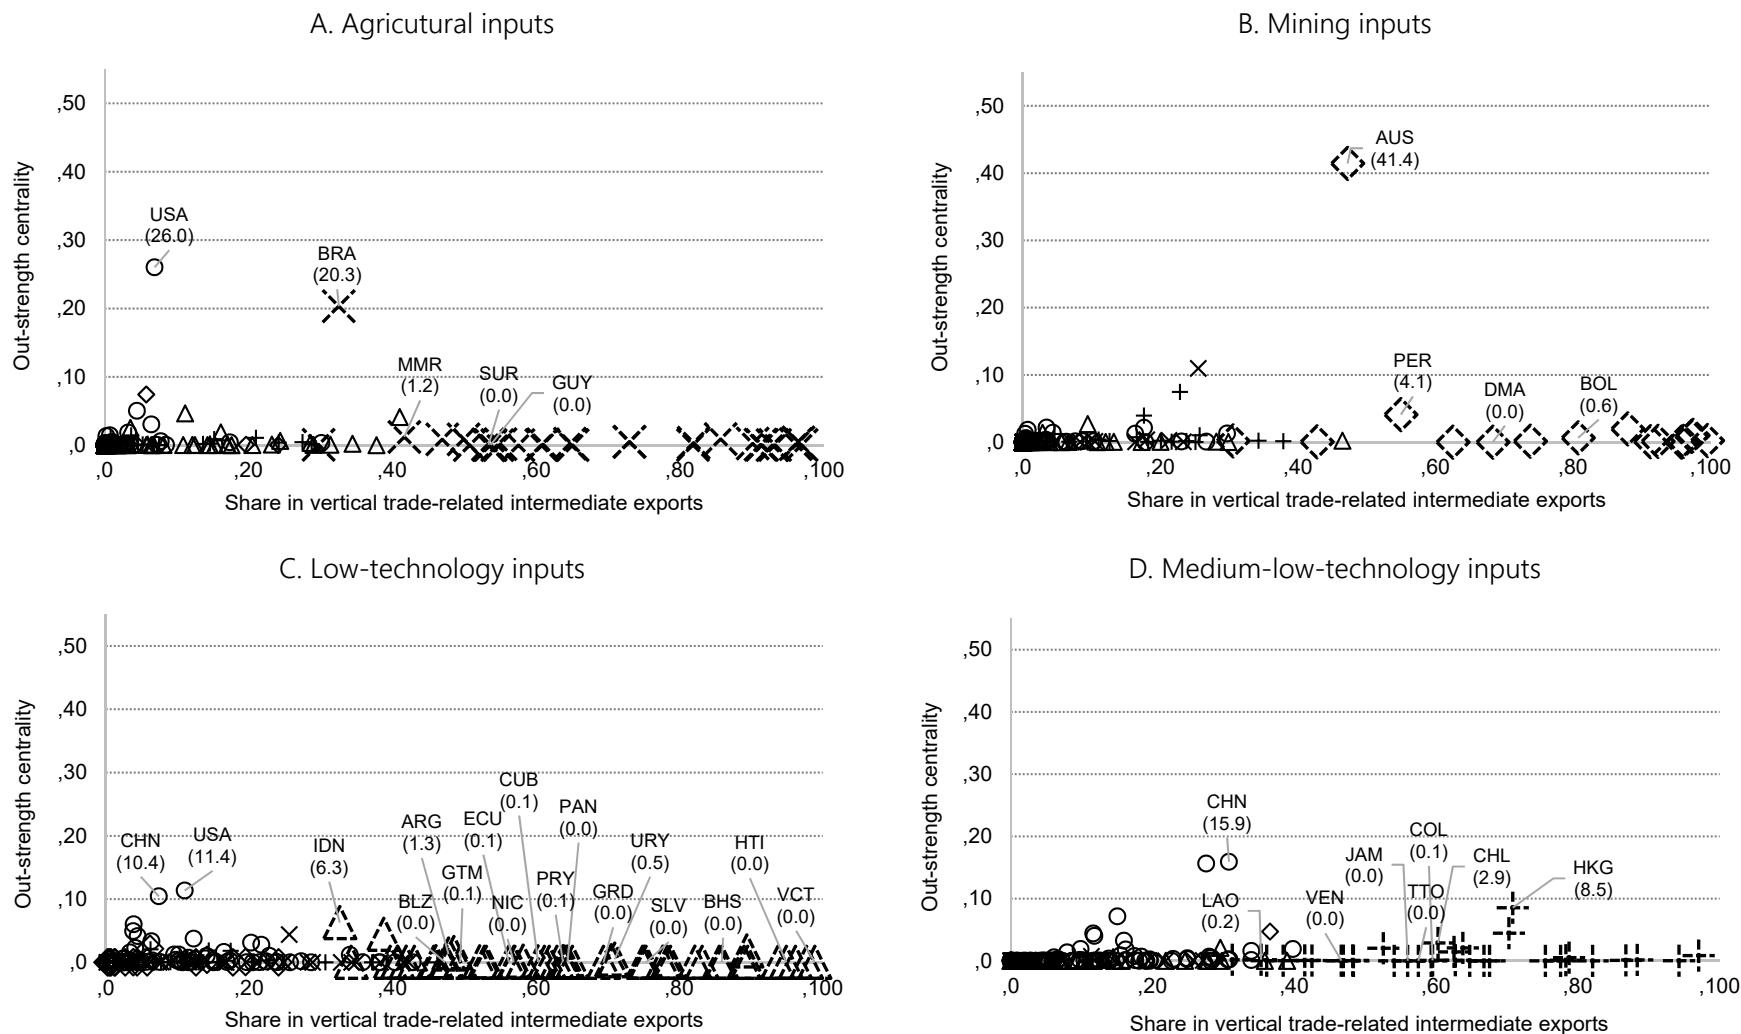 A. Agricutural inputs
,50
,40
,30
,20
,10
,0
Out-strength centrality
USA
(26.0)
BRA
(20.3)
MMR
(1.2)
SUR
(0.0)
GUY
(0.0)
,0
,20
,40
,60
,80
,100
Share in vertical trade-related intermediate exports
B. Mining inputs
,50
,40
,30
,20
,10
,0
Out-strength centrality
AUS
(41.4)
PER
(4.1)
DMA
(0.0)
BOL
(0.6)
,0
,20
,40
,60
,80
,100
Share in vertical trade-related intermediate exports
C. Low-technology inputs
,50
,40
,30
,20
,10
,0
Out-strength centrality
CHN
(10.4)
USA
(11.4)
IDN
(6.3)
ARG
(1.3)
BLZ
(0.0)
GTM
(0.1)
ECU
(0.1)
NIC
(0.0)
CUB
(0.1)
PRY
(0.1)
PAN
(0.0)
GRD
(0.0)
URY
(0.5)
SLV
(0.0)
BHS
(0.0)
HTI
(0.0)
VCT
(0.0)
,0
,20
,40
,60
,80
,100
Share in vertical trade-related intermediate exports
D. Medium-low-technology inputs
,50
,40
,30
,20
,10
,0
Out-strength centrality
CHN
(15.9)
LAO
(0.2)
VEN
(0.0)
JAM
(0.0)
COL
(0.1)
TTO
(0.0)
CHL
(2.9)
HKG
(8.5)
,0
,20
,40
,60
,80
,100
Share in vertical trade-related intermediate exports